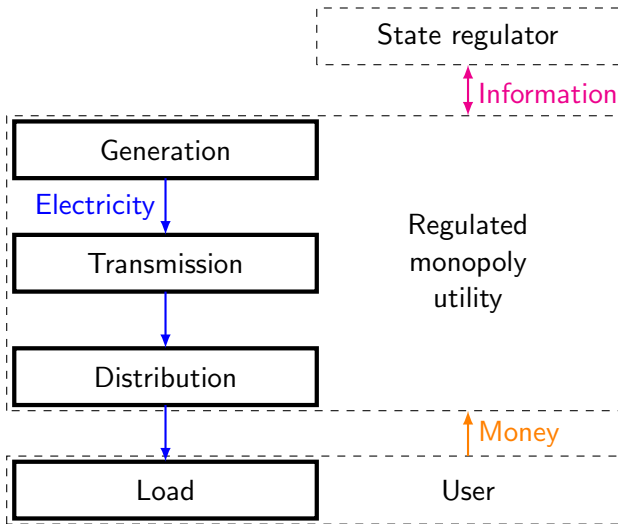 State regulator
Information
Generation
Electricity
Transmission
Regulated
monopoly
utility
Distribution
Money
Load
User